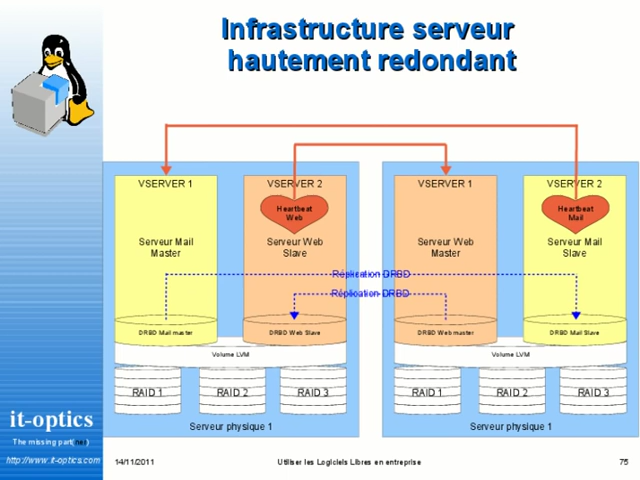 Infrastructure serveur
hautement redondant
VSERVER 1
VSERVER 2
VSERVER 1
VSERVER 2
Heartbeat
Web
Heartbeat
Mail
Serveur Mail
Master
Serveur Web
Slave
Serveur Web
Master
Serveur Mail
Slave
Réplication DRBD
Réplication DRBD
DRBD Mail master
DRBD Web Slave
DRBD Web master
DRBD Mail Slave
Volume LVM
Volume LVM
RAID 1
RAID 2
RAID 3
RAID 1
RAID 2
RAID 3
Serveur physique 1
Serveur physique 1
it-optics
The missing part(ner)
http://www.it-optics.com
14/11/2011
Utiliser les Logiciels Libres en entreprise
75